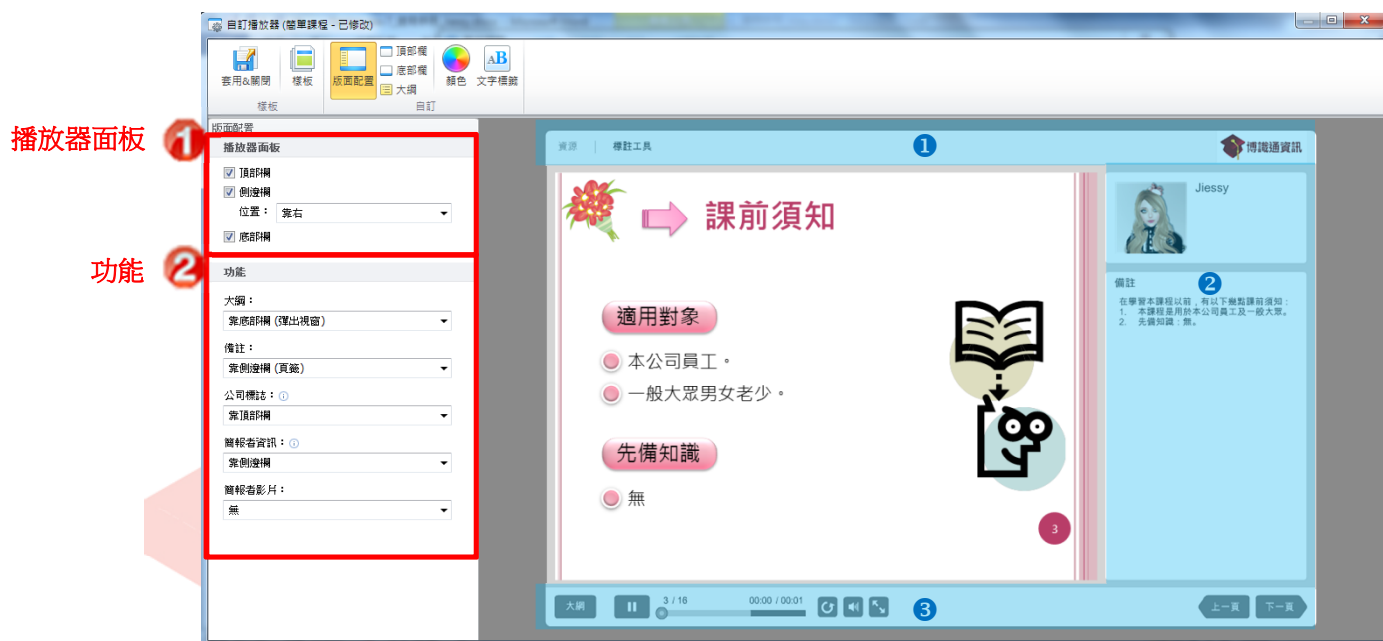 自訂播放器 (簡單課程 - 已修改)
套用&關閉
樣板
版面配置
頂部欄
底部欄
大綱
顏色
文字標籤
樣板
自訂
播放器面板
1
版面配置
播放器面板
頂部欄
側邊欄
位置：
靠右
底部欄
功能
2
功能
大綱：
靠底部欄 (彈出視窗)
備註：
靠側邊欄 (頁籤)
公司標誌：
靠頂部欄
簡報者資訊：
靠側邊欄
簡報者影片：
無
資源
標註工具
1
博識通資訊
課前須知
適用對象
本公司員工。
一般大眾男女老少。
先備知識
無
3
Jiessy
備註
2
在學習本課程以前，有以下幾點課前須知：
1. 本課程是用於本公司員工及一般大眾。
2. 先備知識：無。
大綱
3 / 16
00:00 / 00:01
3
上一頁
下一頁